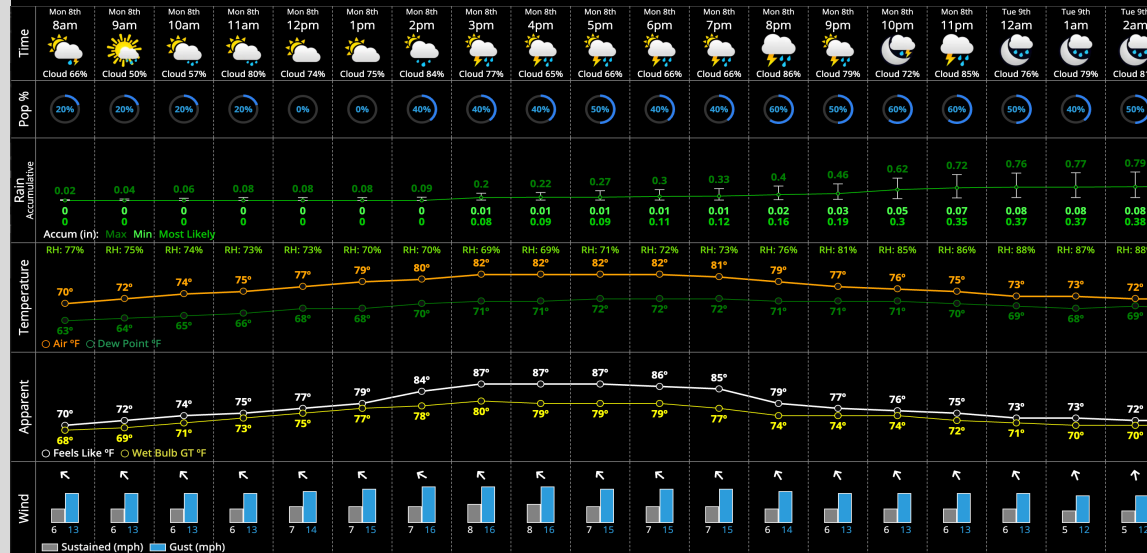 Time
Mon 8th Mon 8th Mon 8th Mon 8th Mon 8th Mon 8th Mon 8th Mon 8th Mon 8th Mon 8th Mon 8th Mon 8th Mon 8th Mon 8th Mon 8th Mon 8th Tue 9th Tue 9th Tue 9
8am 9am 10am 11am 12pm 1pm 2pm 3pm 4pm 5pm 6pm 7pm 8pm 9pm 10pm 11pm 12am 1am 2am
Cloud 66% Cloud 50% Cloud 57% Cloud 80% Cloud 74% Cloud 75% Cloud 84% Cloud 77% Cloud 65% Cloud 66% Cloud 66% Cloud 66% Cloud 86% Cloud 79% Cloud 72% Cloud 85% Cloud 76% Cloud 79% Cloud 8
Pop %
20% 20% 20% 20% 0% 0% 40% 40% 40% 50% 40% 40% 60% 50% 60% 60% 50% 40% 50%
Rain
Accumulative
0.02 0.04 0.06 0.08 0.08 0.08 0.09 0.2 0.22 0.27 0.3 0.33 0.4 0.46 0.62 0.72 0.76 0.77 0.79
0 0 0 0 0 0 0 0.01 0.01 0.01 0.01 0.01 0.02 0.03 0.05 0.07 0.08 0.08 0.08
0 0 0 0 0 0 0 0.08 0.09 0.09 0.11 0.12 0.16 0.19 0.3 0.35 0.37 0.37 0.38
Accum (in): Max Min Most Likely
Temperature
RH: 77% RH: 75% RH: 74% RH: 73% RH: 73% RH: 70% RH: 70% RH: 69% RH: 69% RH: 71% RH: 72% RH: 73% RH: 76% RH: 81% RH: 85% RH: 86% RH: 88% RH: 87% RH: 88
70° 72° 74° 75° 77° 79° 80° 82° 82° 82° 82° 81° 79° 77° 76° 75° 73° 73° 72°
63° 64° 65° 66° 68° 68° 70° 71° 71° 72° 72° 72° 71° 71° 71° 70° 69° 68° 69°
Air °F Dew Point °F
Apparent
70° 72° 74° 75° 77° 79° 84° 87° 87° 87° 86° 85° 79° 77° 76° 75° 73° 73° 72°
68° 69° 71° 73° 75° 77° 78° 80° 79° 79° 79° 77° 74° 74° 74° 72° 71° 70° 70°
Feels Like °F Wet Bulb GT °F
Wind
6 13 6 13 6 13 6 13 7 14 7 15 7 16 8 16 8 16 7 15 7 15 7 15 6 14 6 13 6 13 6 13 6 13 5 12 5 12
Sustained (mph) Gust (mph)